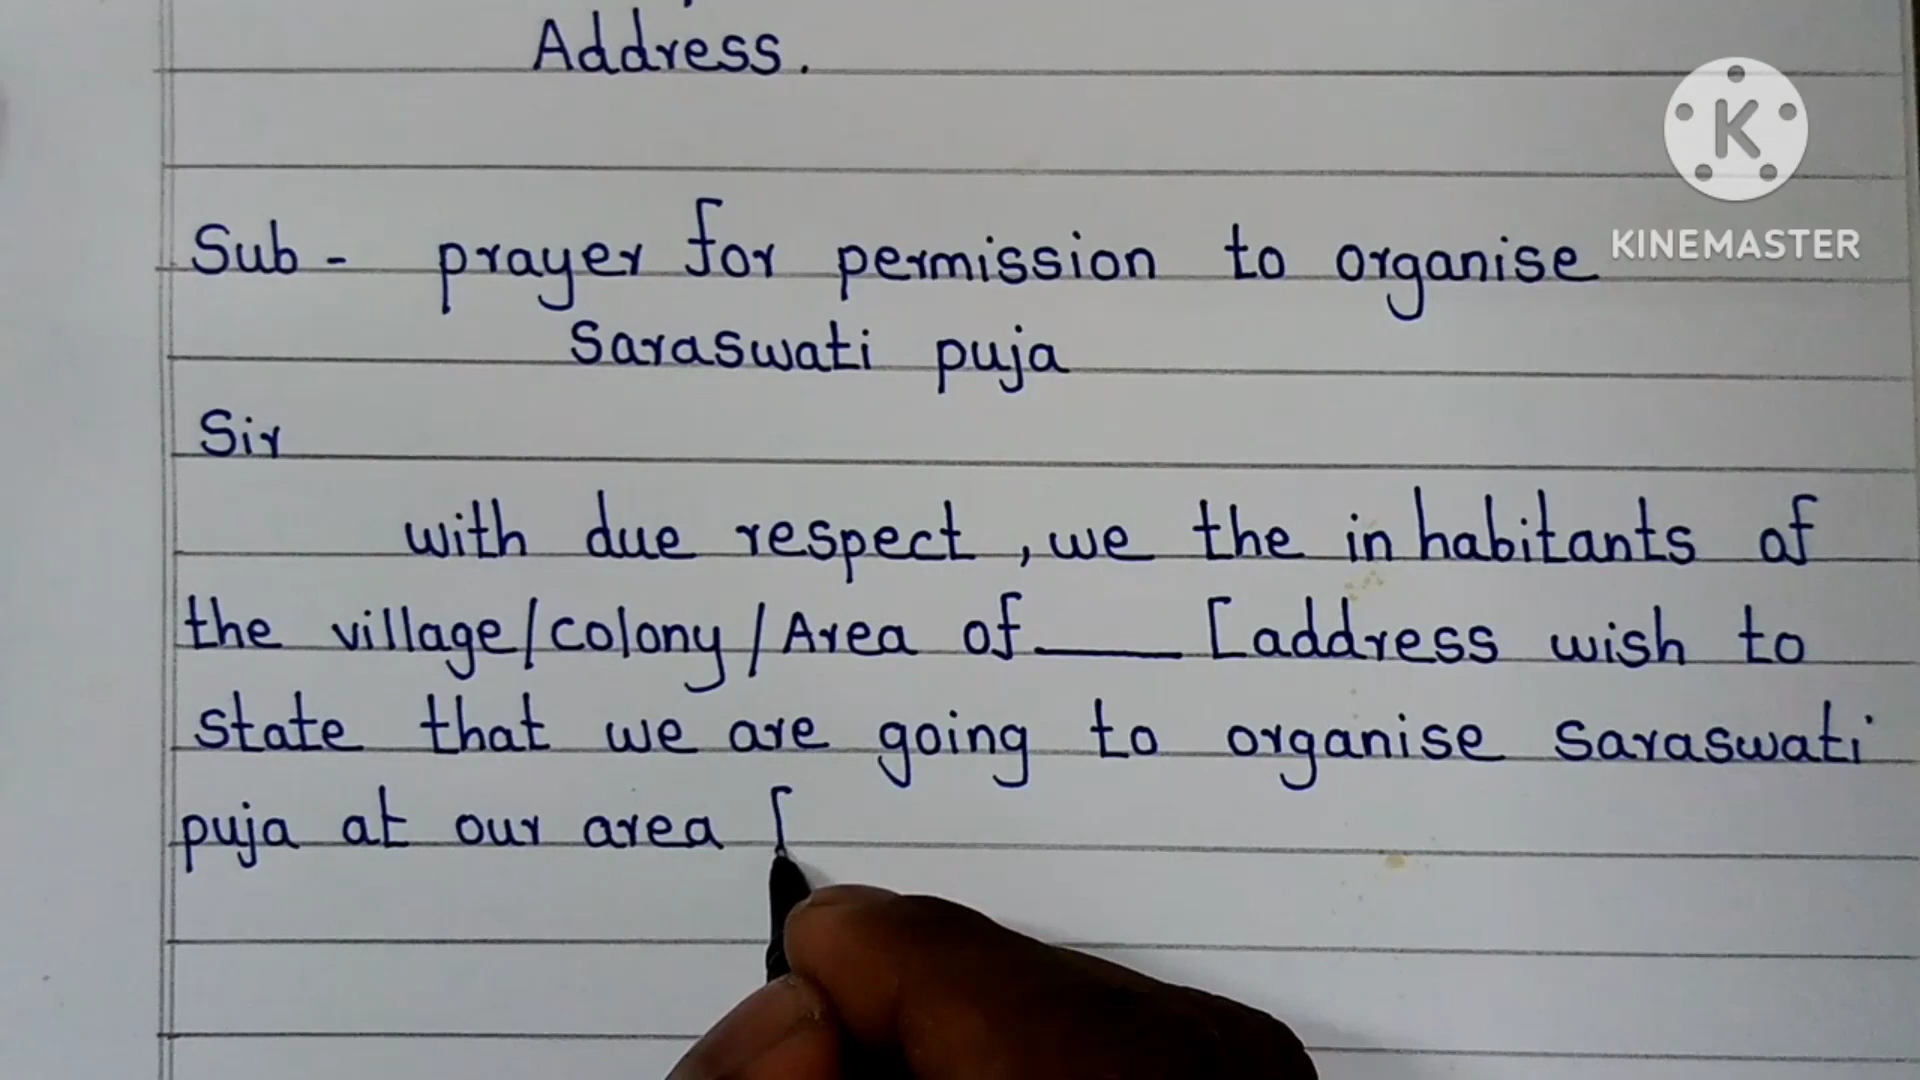 Address.
KINEMASTER
Sub - prayer for permission to organise
Saraswati puja
Sir
with due respect, we the inhabitants of
the village/colony/Area of ____ [address wish to
state that we are going to organise saraswati
puja at our area [